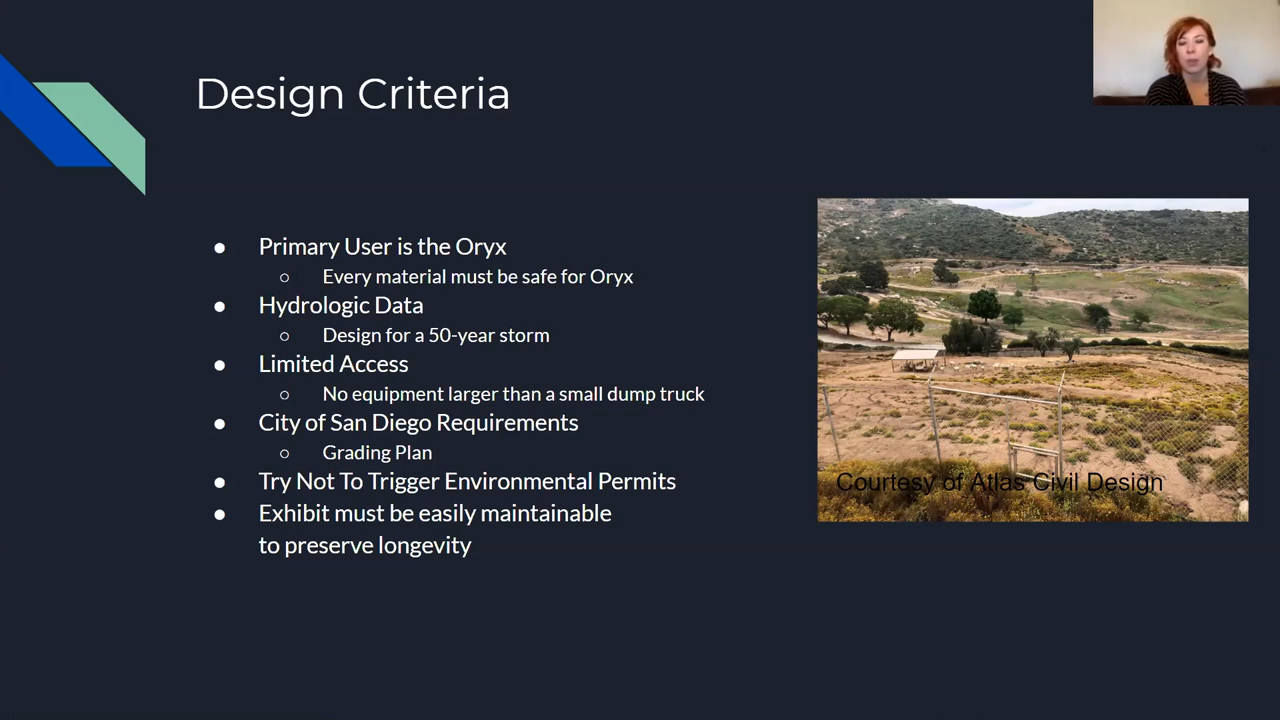 Design Criteria
● Primary User is the Oryx
○ Every material must be safe for Oryx
● Hydrologic Data
○ Design for a 50-year storm
● Limited Access
○ No equipment larger than a small dump truck
● City of San Diego Requirements
○ Grading Plan
● Try Not To Trigger Environmental Permits
● Exhibit must be easily maintainable
to preserve longevity
Courtesy of Atlas Civil Design